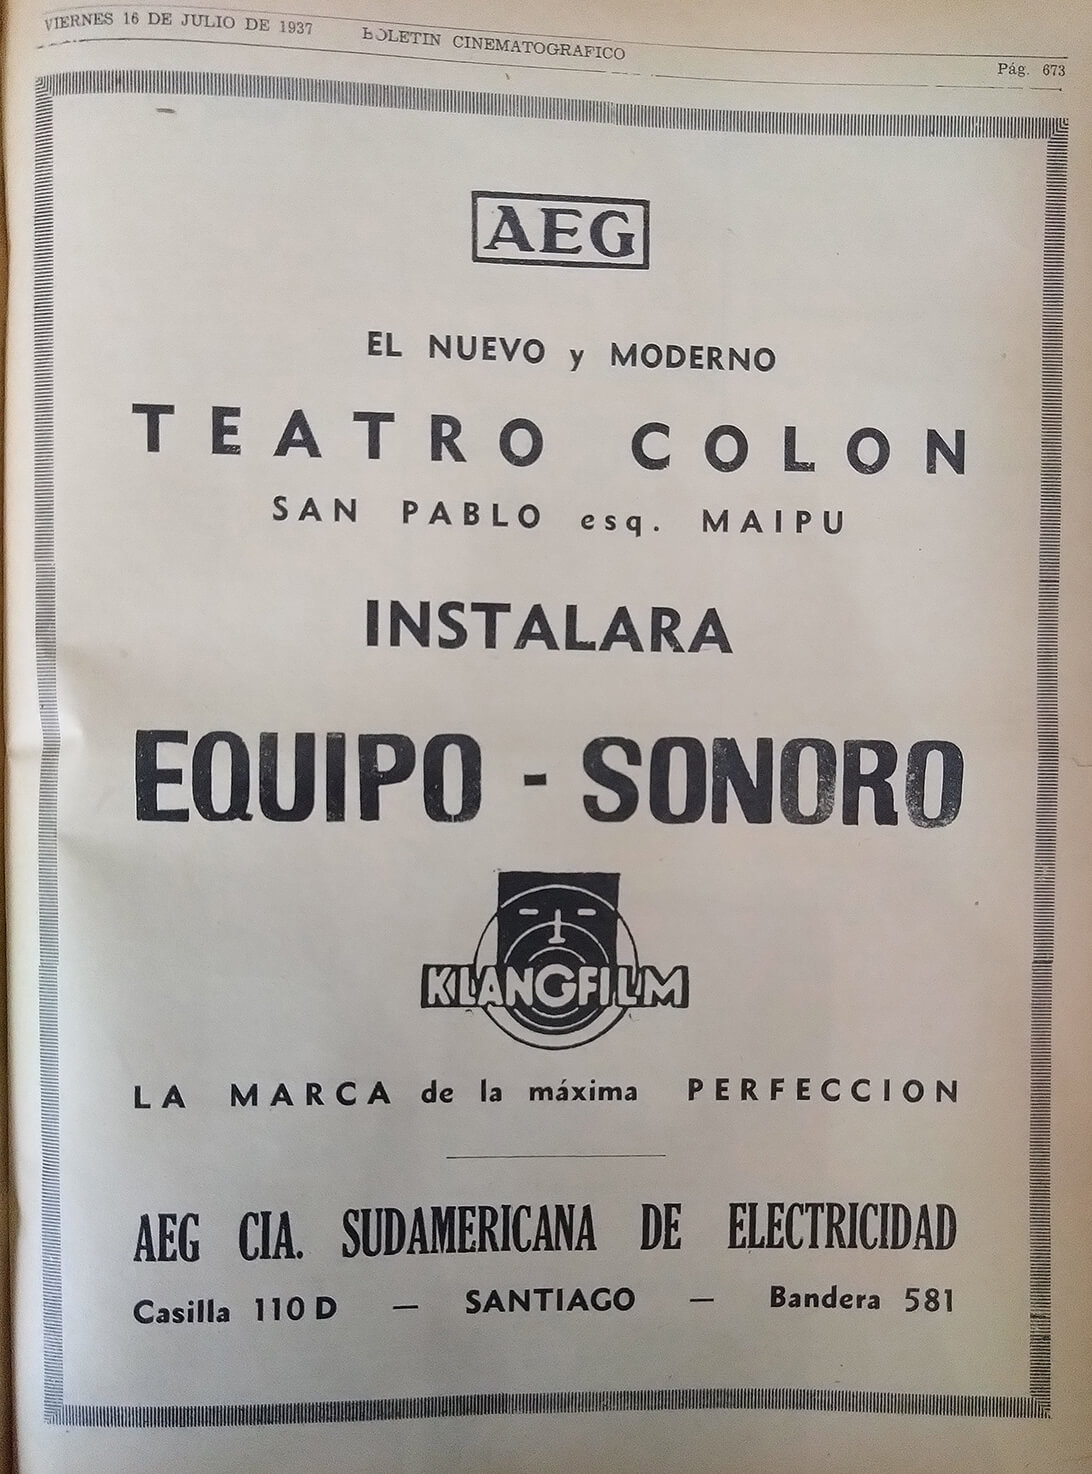 VIERNES 16 DE JULIO DE 1937 BOLETIN CINEMATOGRAFICO Pág. 673
AEG
EL NUEVO y MODERNO
TEATRO COLON
SAN PABLO esq. MAIPU
INSTALARA
EQUIPO - SONORO
KLANGFILM
LA MARCA de la máxima PERFECCION
AEG CIA. SUDAMERICANA DE ELECTRICIDAD
Casilla 110 D — SANTIAGO — Bandera 581